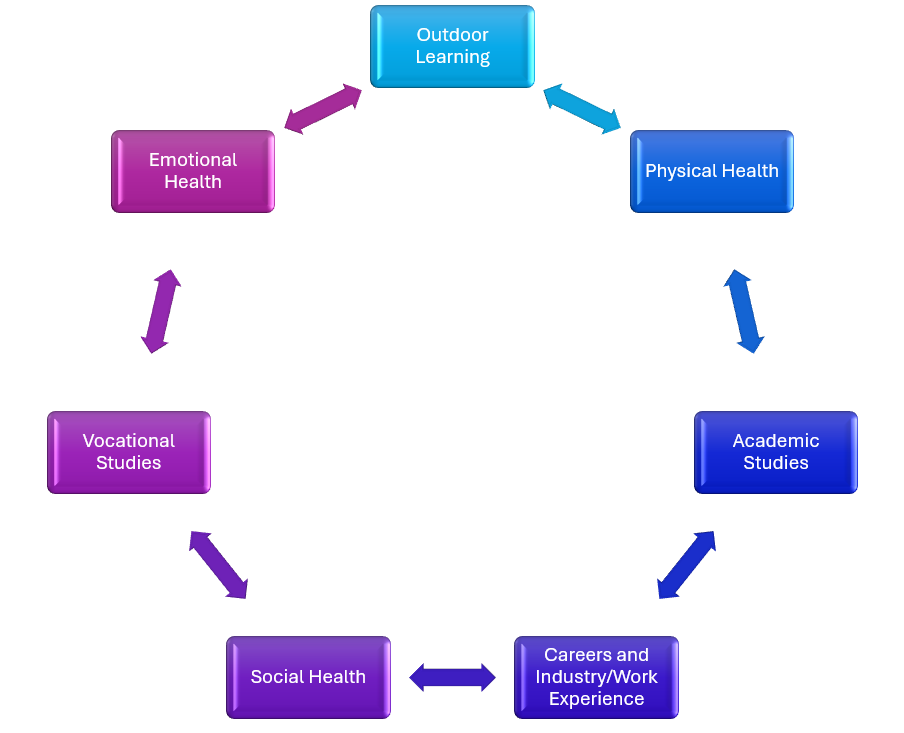 Outdoor
Learning
Physical Health
Academic
Studies
Careers and
Industry/Work
Experience
Social Health
Vocational
Studies
Emotional
Health